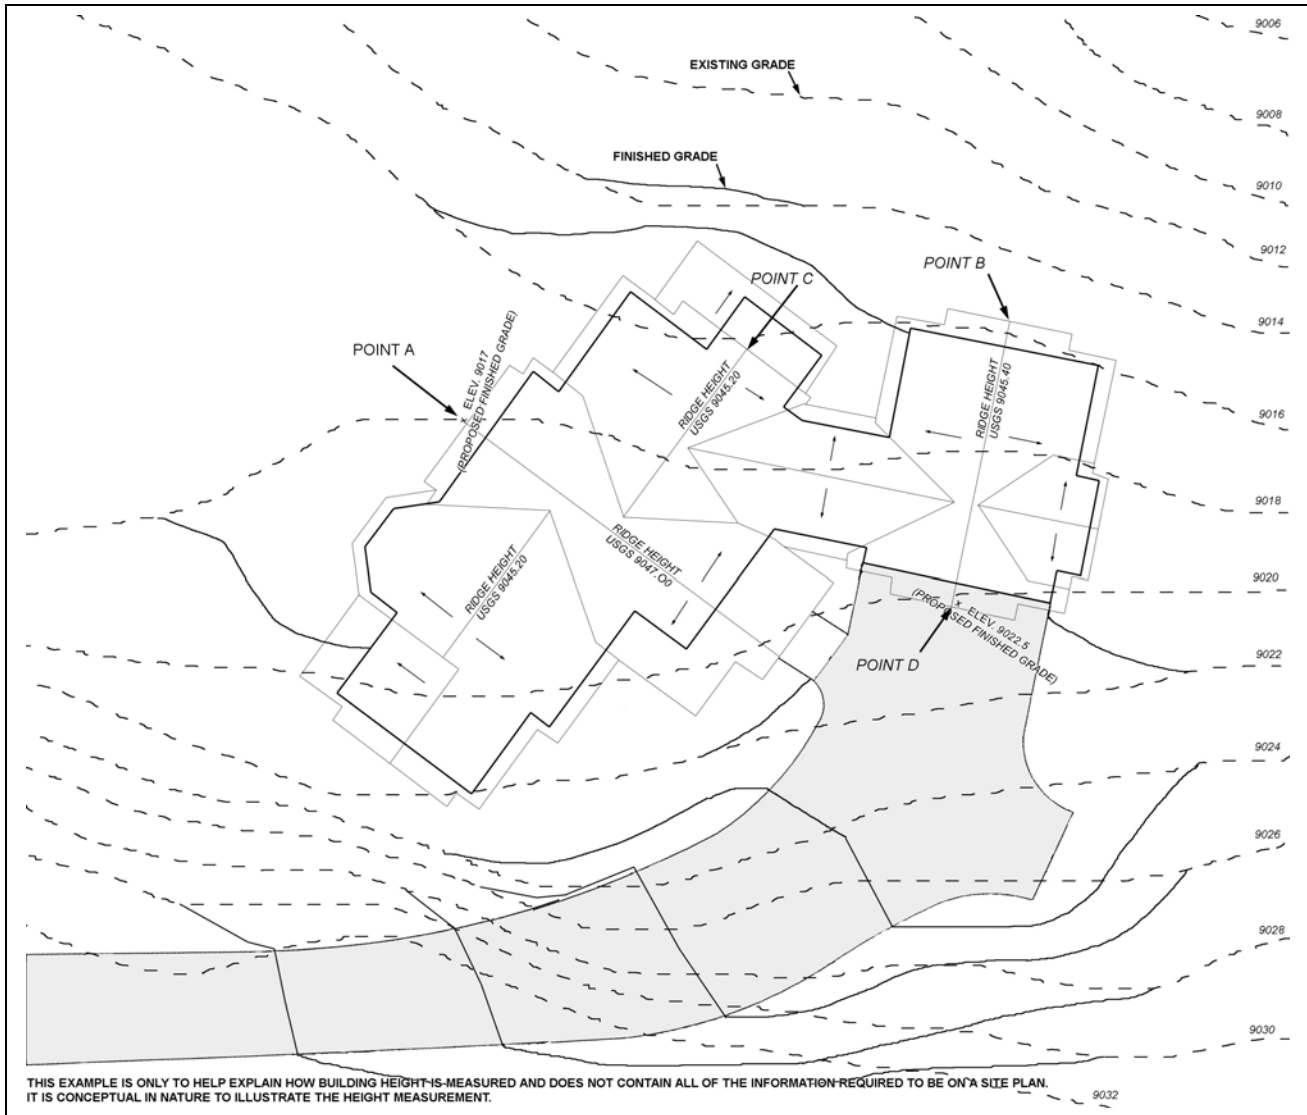 9006
EXISTING GRADE
9008
FINISHED GRADE
9010
9012
POINT B
POINT C
9014
POINT A
x ELEV. 9017
(PROPOSED FINISHED GRADE)
RIDGE HEIGHT
USGS 9045.20
RIDGE HEIGHT
USGS 9045.40
9016
9018
RIDGE HEIGHT
USGS 9047.O0
RIDGE HEIGHT
USGS 9045.20
9020
x ELEV. 9022.5
(PROPOSED FINISHED GRADE)
POINT D
9022
9024
9026
9028
9030
THIS EXAMPLE IS ONLY TO HELP EXPLAIN HOW BUILDING HEIGHT IS MEASURED AND DOES NOT CONTAIN ALL OF THE INFORMATION REQUIRED TO BE ON A SITE PLAN.
IT IS CONCEPTUAL IN NATURE TO ILLUSTRATE THE HEIGHT MEASUREMENT.
9032